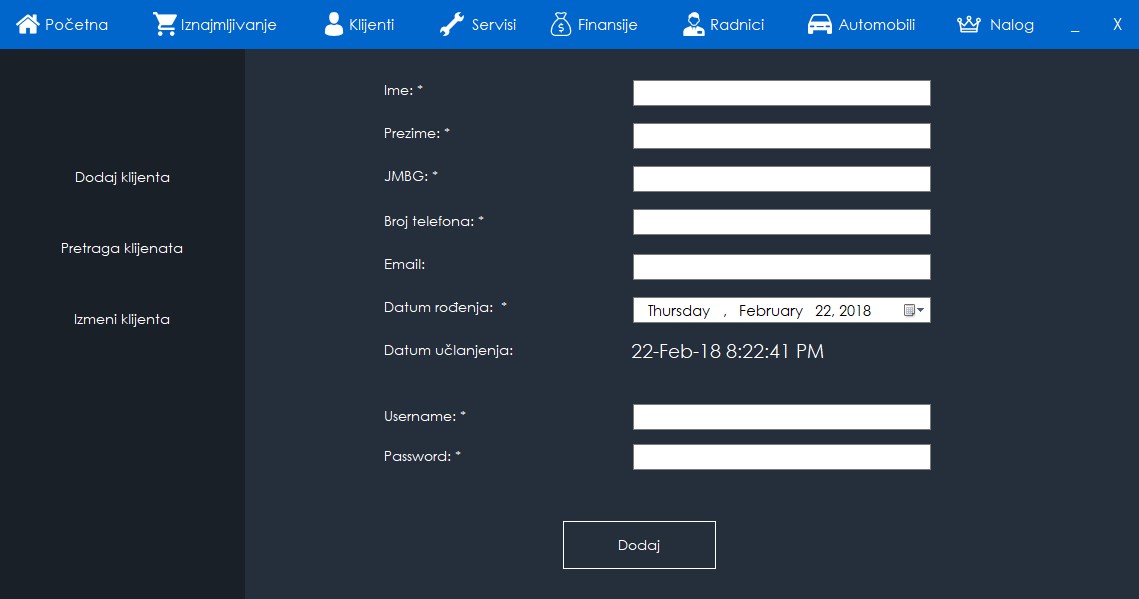 Početna Iznajmljivanje Klijenti Servisi Finansije Radnici Automobili Nalog _ X
Dodaj klijenta
Pretraga klijenata
Izmeni klijenta
Ime: *
Prezime: *
JMBG: *
Broj telefona: *
Email:
Datum rođenja: * Thursday , February 22, 2018
Datum učlanjenja: 22-Feb-18 8:22:41 PM
Username: *
Password: *
Dodaj